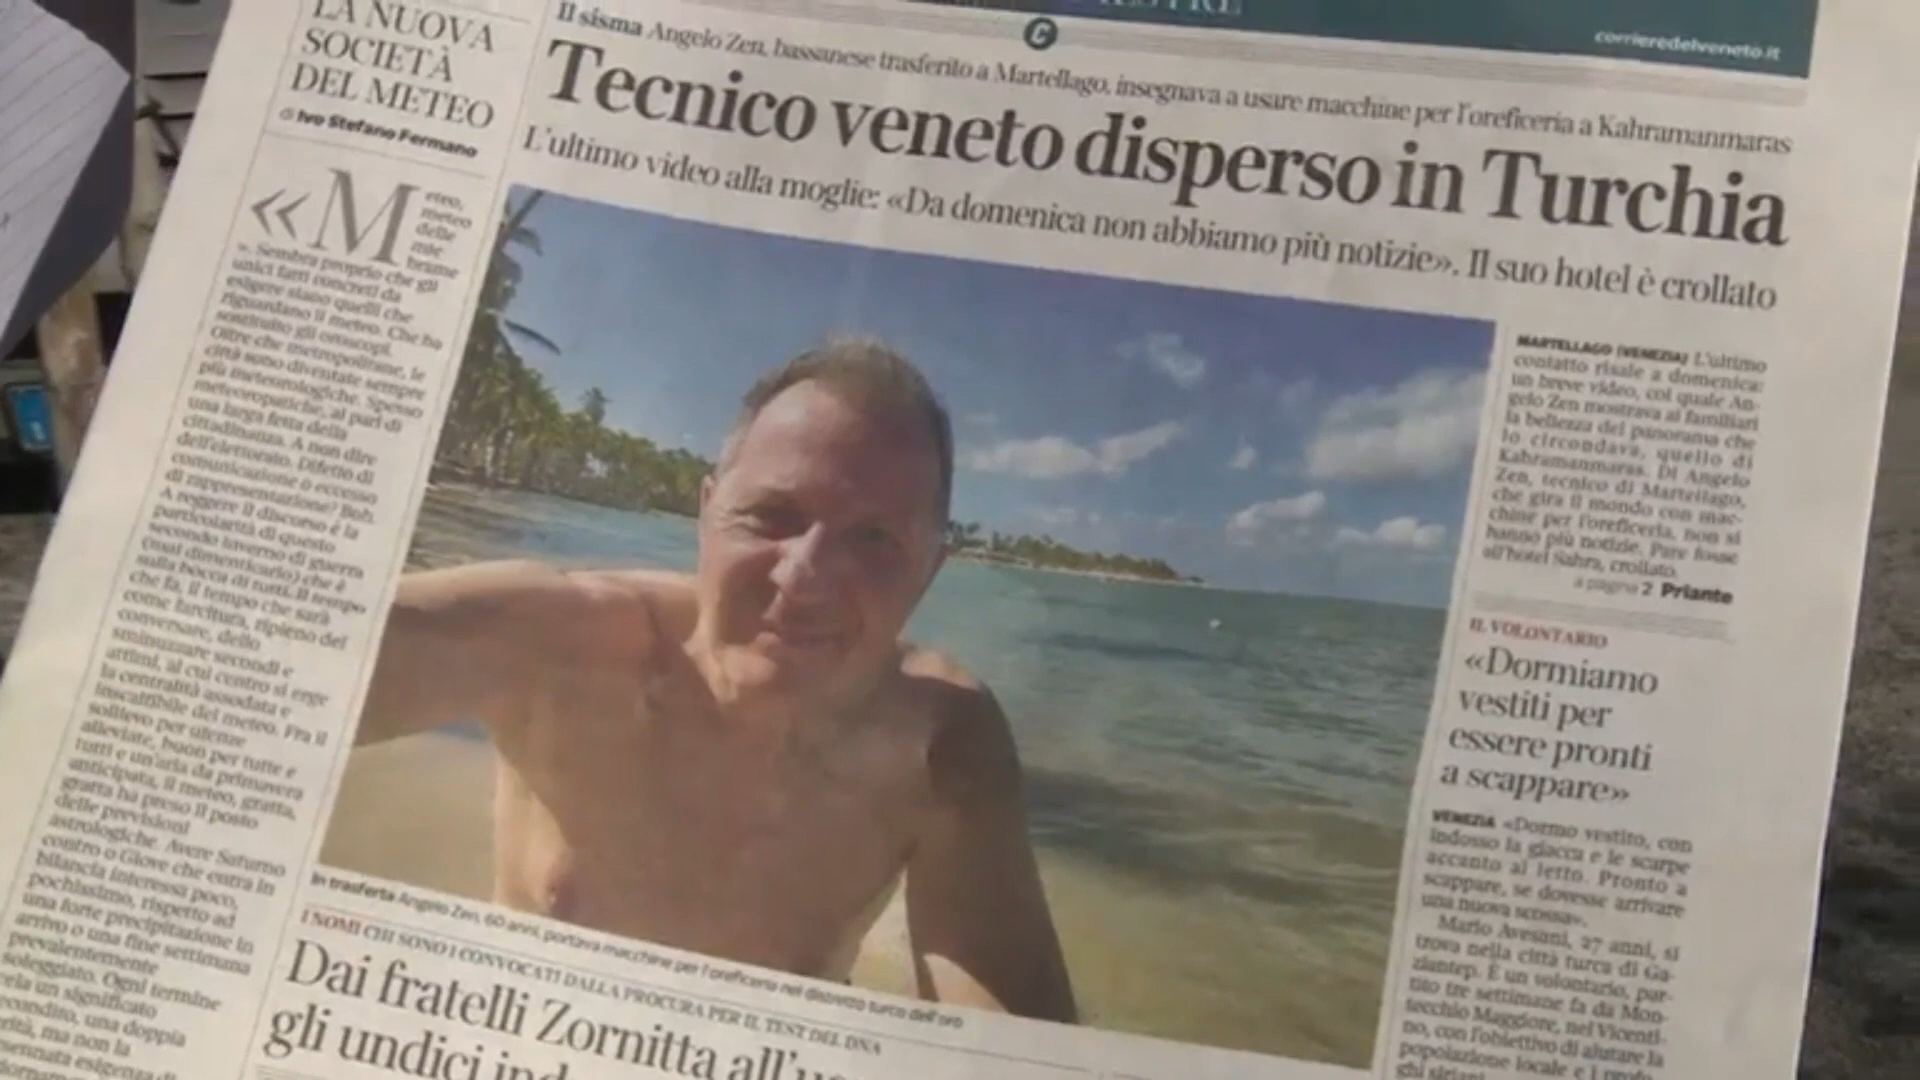 corrieredelveneto.it
LA NUOVA
SOCIETÀ
DEL METEO
di Ivo Stefano Fermano
«M
eteo,
meteo
delle
mie
brame
». Sembra proprio che gli
unici fatti concreti da
esigere siano quelli che
riguardano il meteo. Che ha
sostituito gli oroscopi.
Oltre che metropolitane, le
città sono diventate sempre
più meteorologiche. Spesso
meteoropatiche, al pari di
una larga fetta della
cittadinanza. A non dire
dell'elettorato. Difetto di
comunicazione o eccesso
di rappresentazione? Boh.
A reggere il discorso è la
particolarità di questo
secondo inverno di guerra
(mai dimenticarlo) che è
sulla bocca di tutti. Il tempo
che fa, il tempo che sarà
come farcitura, ripieno del
conversare, dello
sminuzzare secondi e
attimi, al cui centro si erge
la centralità assodata e
inscalfibile del meteo. Fra il
sollievo per utenze
alleviate, buon per tutte e
tutti e un'aria da primavera
anticipata, il meteo, gratta,
gratta ha preso il posto
delle previsioni
astrologiche. Avere Saturno
contro o Giove che entra in
bilancia interessa poco,
pochissimo, rispetto ad
una forte precipitazione in
arrivo o una fine settimana
prevalentemente
soleggiato. Ogni termine
cela un significato
recondito, una doppia
ma non la
esigenza di
Il sisma Angelo Zen, bassanese trasferito a Martellago, insegnava a usare macchine per l'oreficeria a Kahramanmaras
Tecnico veneto disperso in Turchia
L'ultimo video alla moglie: «Da domenica non abbiamo più notizie». Il suo hotel è crollato
In trasferta Angelo Zen, 60 anni, portava macchine per l'oreficeria nel distretto turco dell'oro
MARTELLAGO (VENEZIA) L'ultimo
contatto risale a domenica:
un breve video, col quale An-
gelo Zen mostrava ai familiari
la bellezza del panorama che
lo circondava, quello di
Kahramanmaras. Di Angelo
Zen, tecnico di Martellago,
che gira il mondo con mac-
chine per l'oreficeria, non si
hanno più notizie. Pare fosse
all'hotel Sahra, crollato.
a pagina 2 Priante
IL VOLONTARIO
«Dormiamo
vestiti per
essere pronti
a scappare»
VENEZIA «Dormo vestito, con
indosso la giacca e le scarpe
accanto al letto. Pronto a
scappare, se dovesse arrivare
una nuova scossa».
Mario Avesani, 27 anni, si
trova nella città turca di Ga-
ziantep. È un volontario, par-
tito tre settimane fa da Mon-
tecchio Maggiore, nel Vicenti-
no, con l'obiettivo di aiutare la
popolazione locale e i profu-
ghi siriani.
I NOMI CHI SONO I CONVOCATI DALLA PROCURA PER IL TEST DEL DNA
Dai fratelli Zornitta all'
gli undici